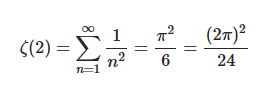 ζ(2) = ∑_{n=1}^{∞} 1/n² = π²/6 = (2π)²/24